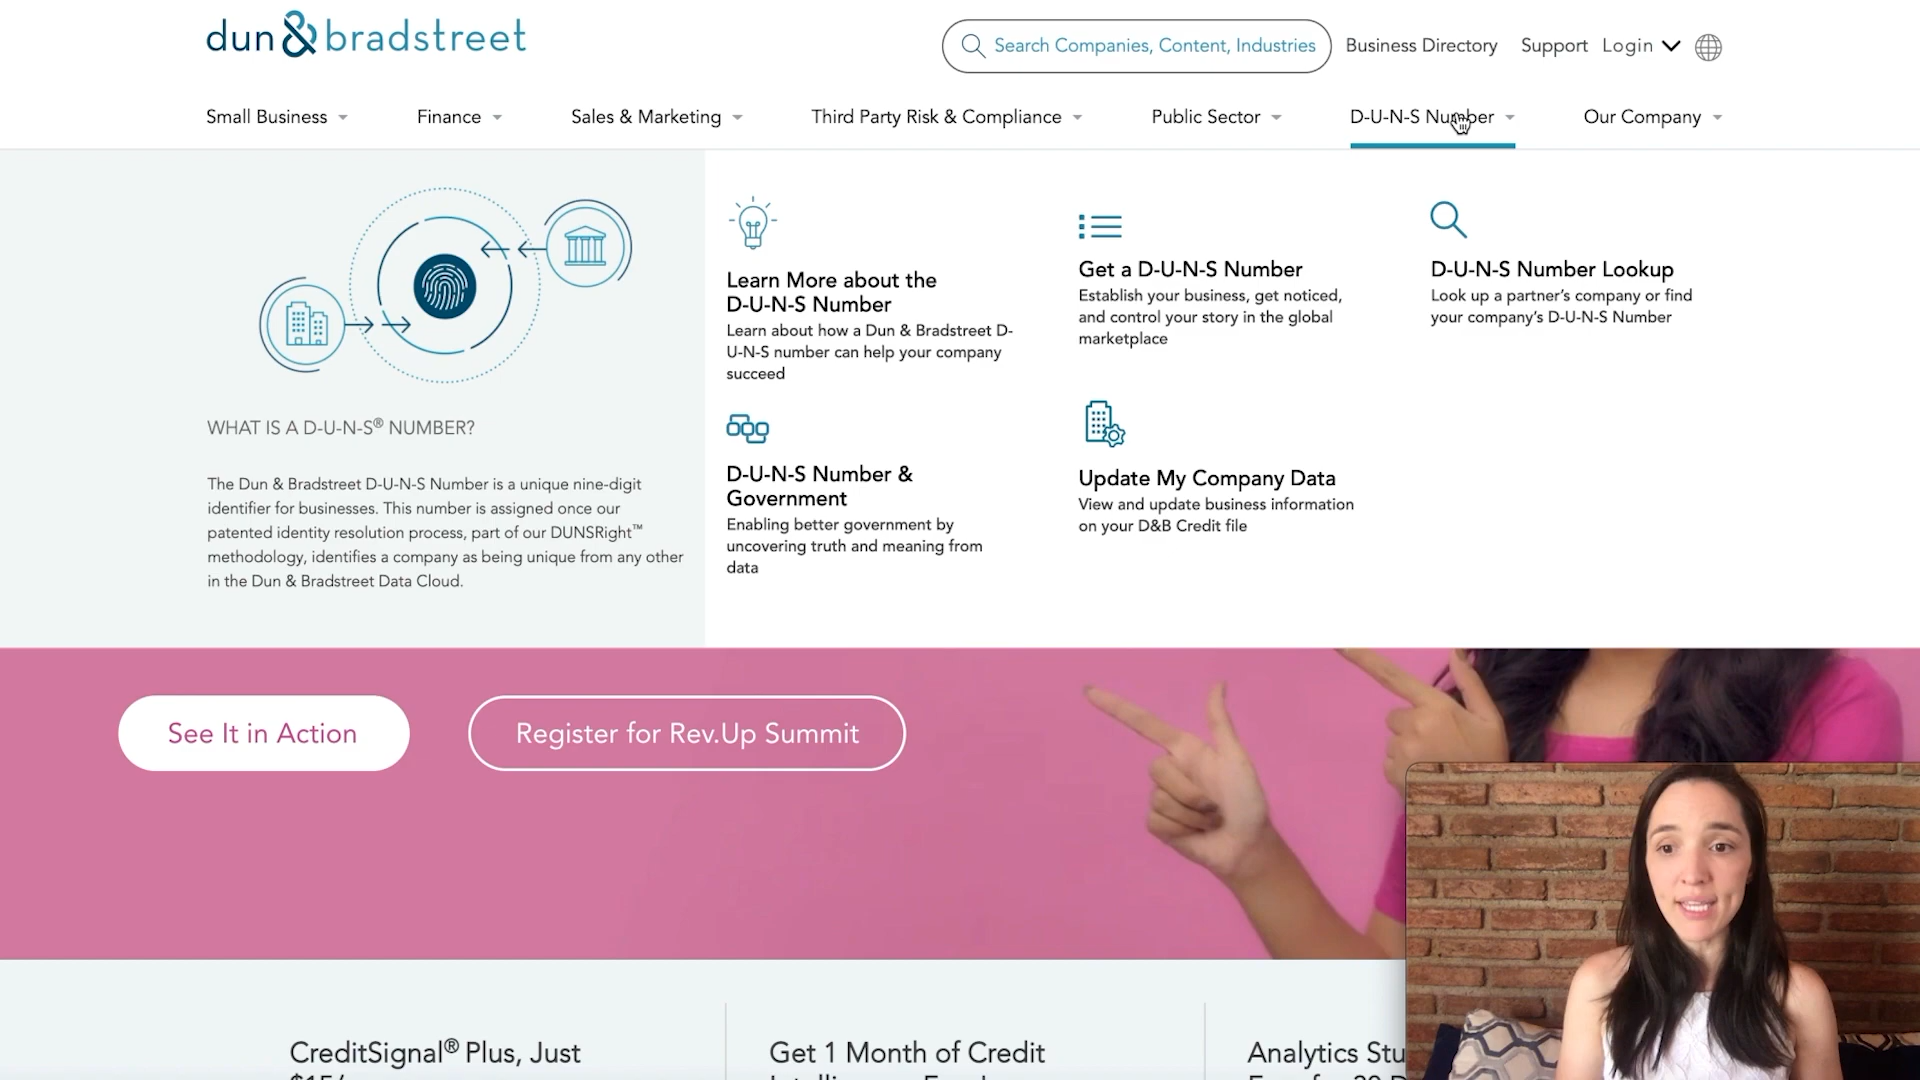 dun & bradstreet
Search Companies, Content, Industries
Business Directory
Support
Login
Small Business
Finance
Sales & Marketing
Third Party Risk & Compliance
Public Sector
D-U-N-S Number
Our Company
WHAT IS A D-U-N-S® NUMBER?
The Dun & Bradstreet D-U-N-S Number is a unique nine-digit
identifier for businesses. This number is assigned once our
patented identity resolution process, part of our DUNSRight™
methodology, identifies a company as being unique from any other
in the Dun & Bradstreet Data Cloud.
Learn More about the
D-U-N-S Number
Learn about how a Dun & Bradstreet D-
U-N-S number can help your company
succeed
Get a D-U-N-S Number
Establish your business, get noticed,
and control your story in the global
marketplace
D-U-N-S Number Lookup
Look up a partner's company or find
your company's D-U-N-S Number
D-U-N-S Number &
Government
Enabling better government by
uncovering truth and meaning from
data
Update My Company Data
View and update business information
on your D&B Credit file
See It in Action
Register for Rev.Up Summit
CreditSignal® Plus, Just
Get 1 Month of Credit
Analytics Stu